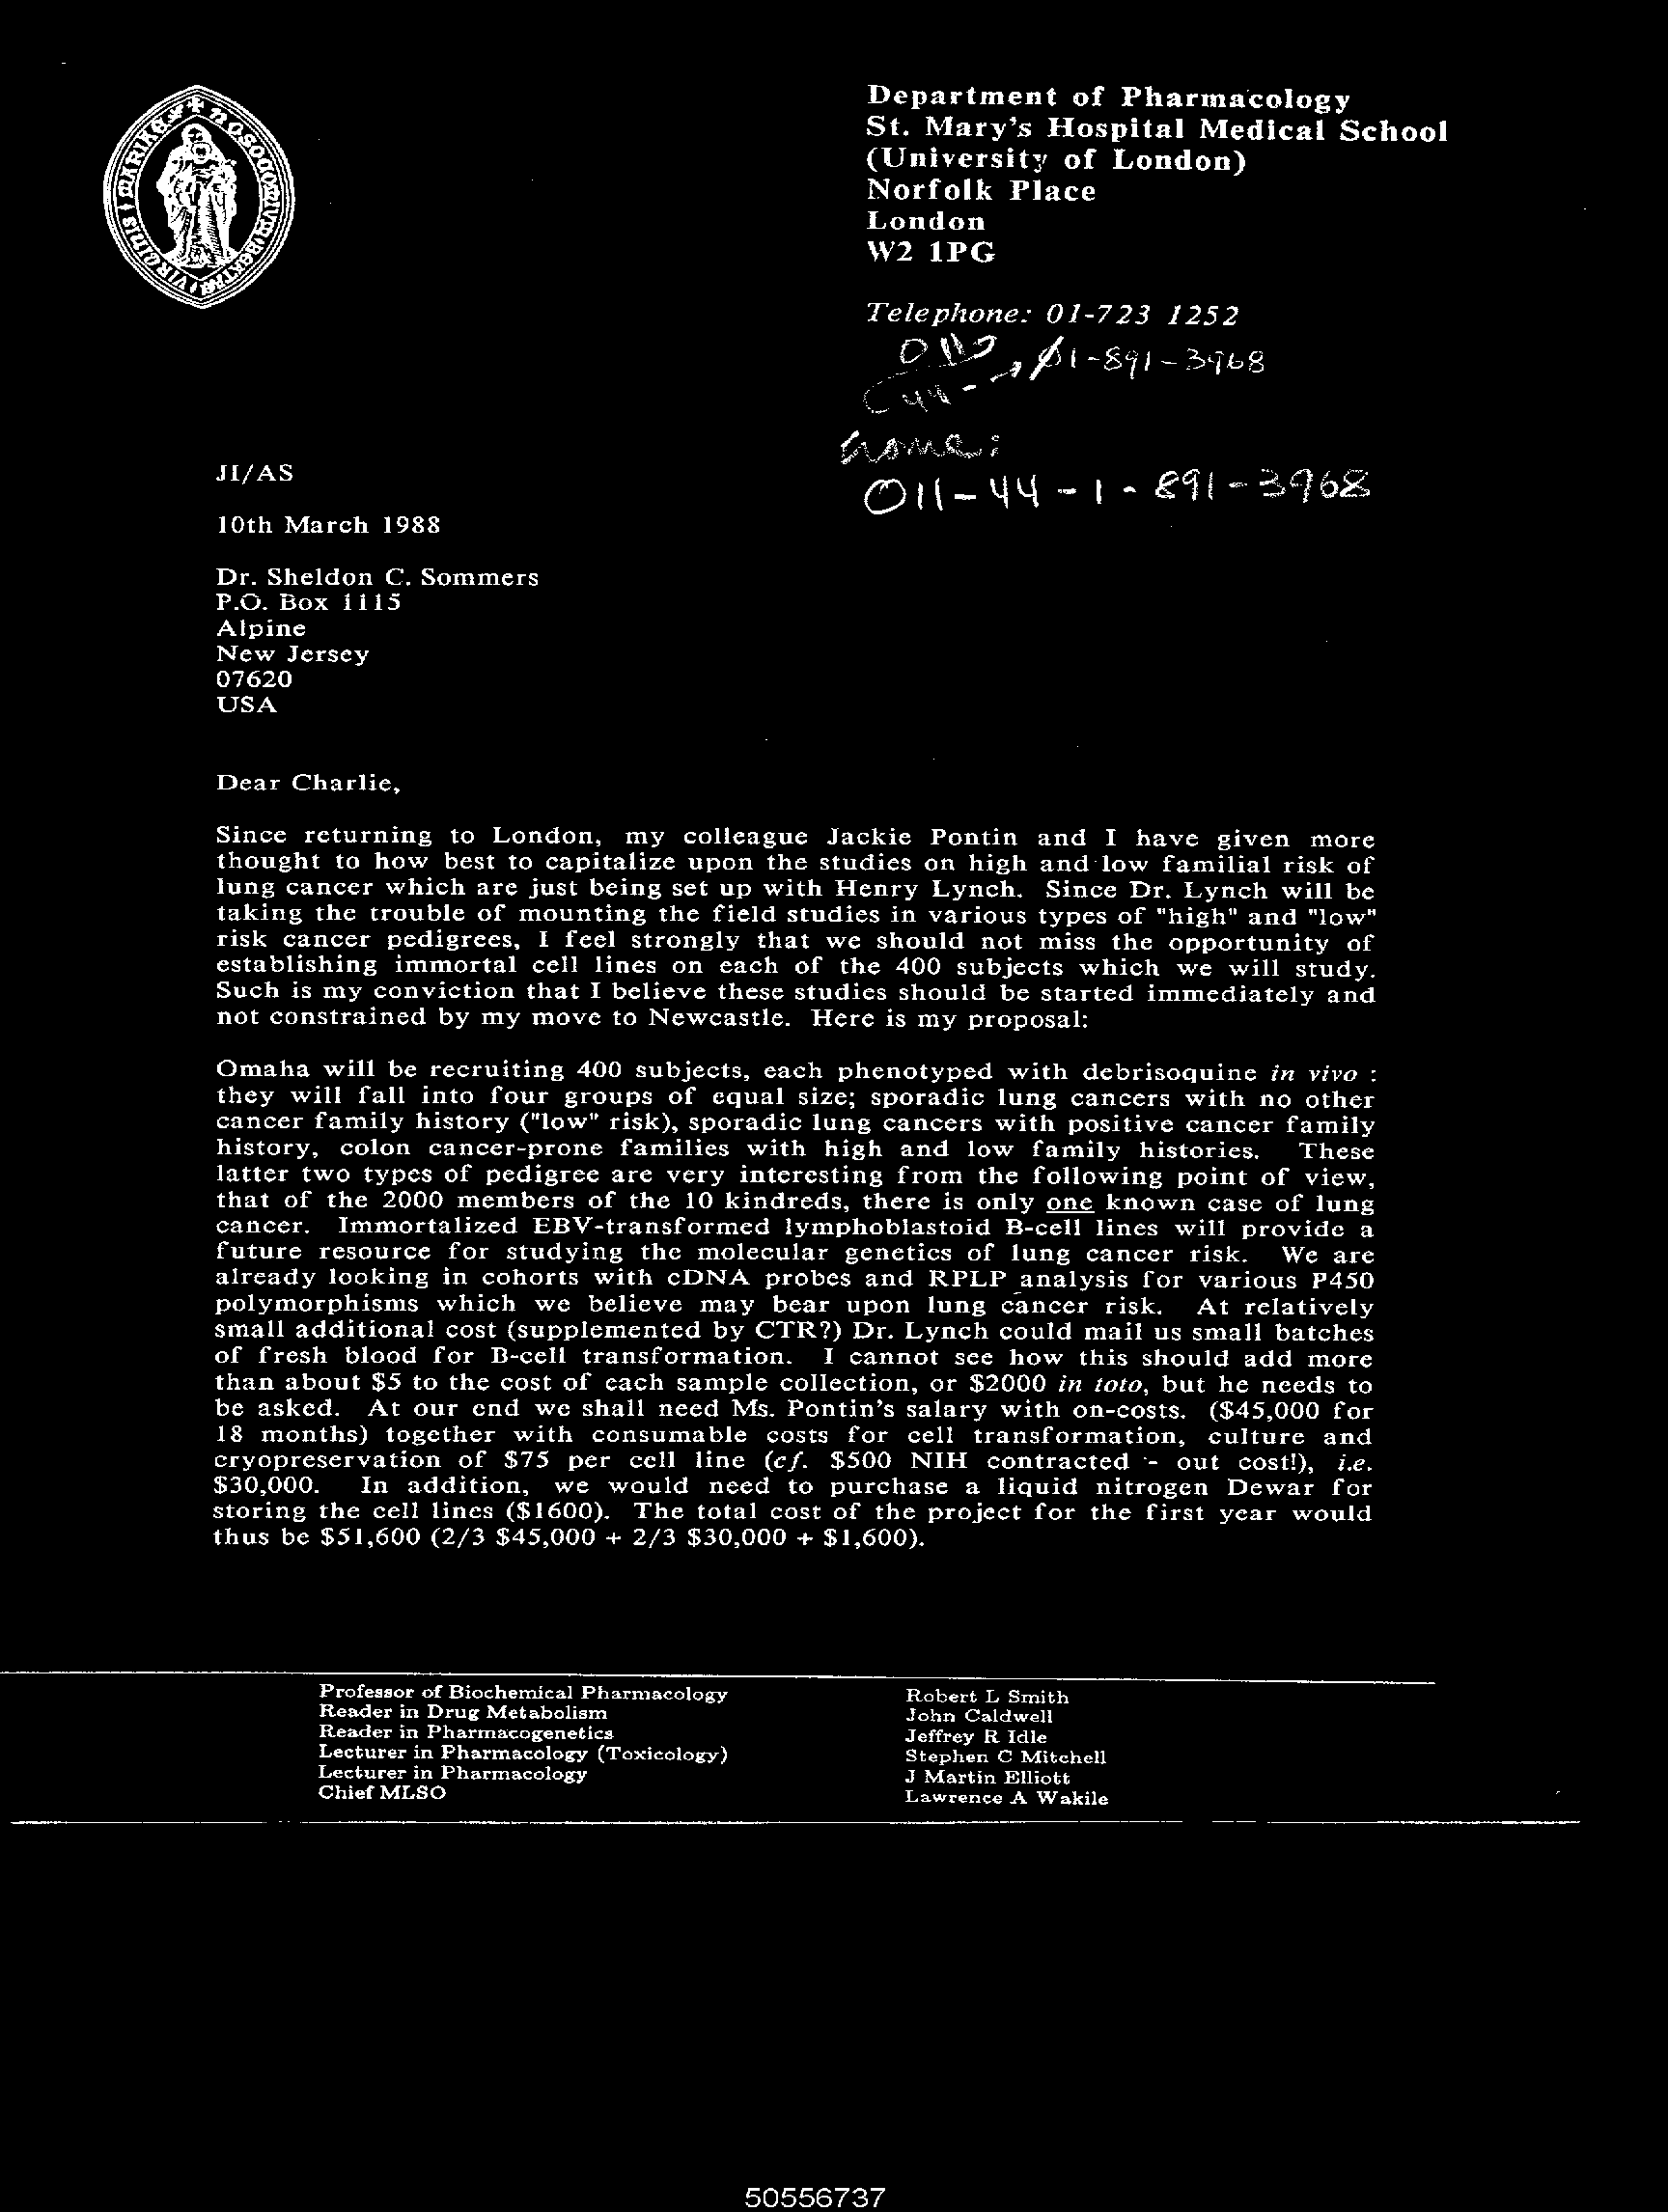 Department of Pharmacology
St. Mary's Hospital Medical School
(University of London)
Norfolk Place
London
W2 1PG
Telephone: 01-723 1252
01-891-3968
44-
home:
011-44-1-891-3968
JI/AS
10th March 1988
Dr. Sheldon C. Sommers
P.O. Box 1115
Alpine
New Jersey
07620
USA
Dear Charlie,
Since returning to London, my colleague Jackie Pontin and I have given more
thought to how best to capitalize upon the studies on high and low familial risk of
lung cancer which are just being set up with Henry Lynch. Since Dr. Lynch will be
taking the trouble of mounting the field studies in various types of "high" and "low"
risk cancer pedigrees, I feel strongly that we should not miss the opportunity of
establishing immortal cell lines on each of the 400 subjects which we will study.
Such is my conviction that I believe these studies should be started immediately and
not constrained by my move to Newcastle. Here is my proposal:
Omaha will be recruiting 400 subjects, each phenotyped with debrisoquine in vivo :
they will fall into four groups of equal size; sporadic lung cancers with no other
cancer family history ("low" risk), sporadic lung cancers with positive cancer family
history, colon cancer-prone families with high and low family histories. These
latter two types of pedigree are very interesting from the following point of view,
that of the 2000 members of the 10 kindreds, there is only one known case of lung
cancer. Immortalized EBV-transformed lymphoblastoid B-cell lines will provide a
future resource for studying the molecular genetics of lung cancer risk. We are
already looking in cohorts with cDNA probes and RPLP analysis for various P450
polymorphisms which we believe may bear upon lung cancer risk. At relatively
small additional cost (supplemented by CTR?) Dr. Lynch could mail us small batches
of fresh blood for B-cell transformation. I cannot see how this should add more
than about $5 to the cost of each sample collection, or $2000 in toto, but he needs to
be asked. At our end we shall need Ms. Pontin's salary with on-costs. ($45,000 for
18 months) together with consumable costs for cell transformation, culture and
cryopreservation of $75 per cell line (cf. $500 NIH contracted - out cost!), i.e.
$30,000. In addition, we would need to purchase a liquid nitrogen Dewar for
storing the cell lines ($1600). The total cost of the project for the first year would
thus be $51,600 (2/3 $45,000 + 2/3 $30,000 + $1,600).
Professor of Biochemical Pharmacology Robert L Smith
Reader in Drug Metabolism John Caldwell
Reader in Pharmacogenetics Jeffrey R Idle
Lecturer in Pharmacology (Toxicology) Stephen C Mitchell
Lecturer in Pharmacology J Martin Elliott
Chief MLSO Lawrence A Wakile
50556737